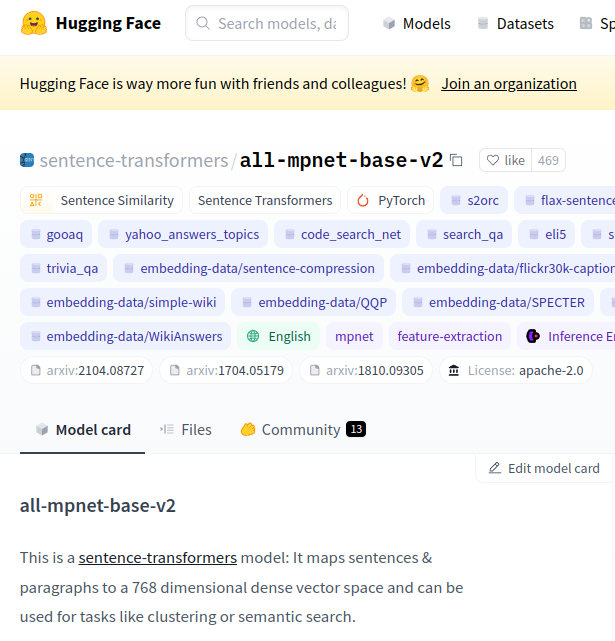 Hugging Face Search models, da Models Datasets Sp
Hugging Face is way more fun with friends and colleagues! 🤗 Join an organization
sentence-transformers/all-mpnet-base-v2 like 469
Sentence Similarity Sentence Transformers PyTorch s2orc flax-sentence
gooaq yahoo_answers_topics code_search_net search_qa eli5 s
trivia_qa embedding-data/sentence-compression embedding-data/flickr30k-caption
embedding-data/simple-wiki embedding-data/QQP embedding-data/SPECTER
embedding-data/WikiAnswers English mpnet feature-extraction Inference En
arxiv:2104.08727 arxiv:1704.05179 arxiv:1810.09305 License: apache-2.0
Model card Files Community 13
Edit model card
all-mpnet-base-v2
This is a sentence-transformers model: It maps sentences &
paragraphs to a 768 dimensional dense vector space and can be
used for tasks like clustering or semantic search.